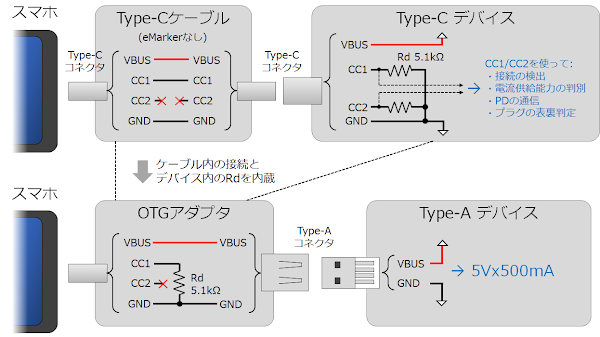 スマホ
Type-Cケーブル
(eMarkerなし)
Type-C デバイス
Type-C
コネクタ
VBUS VBUS
CC1 CC1
CC2 CC2
GND GND
Type-C
コネクタ
VBUS
Rd 5.1kΩ
CC1
CC2
GND
CC1/CC2を使って:
・接続の検出
・電流供給能力の判別
・PDの通信
・プラグの表裏判定
ケーブル内の接続と
デバイス内のRdを内蔵
スマホ
OTGアダプタ
Type-A デバイス
VBUS VBUS
CC1
CC2
Rd
5.1kΩ
GND GND
Type-A
コネクタ
VBUS
GND
5Vx500mA